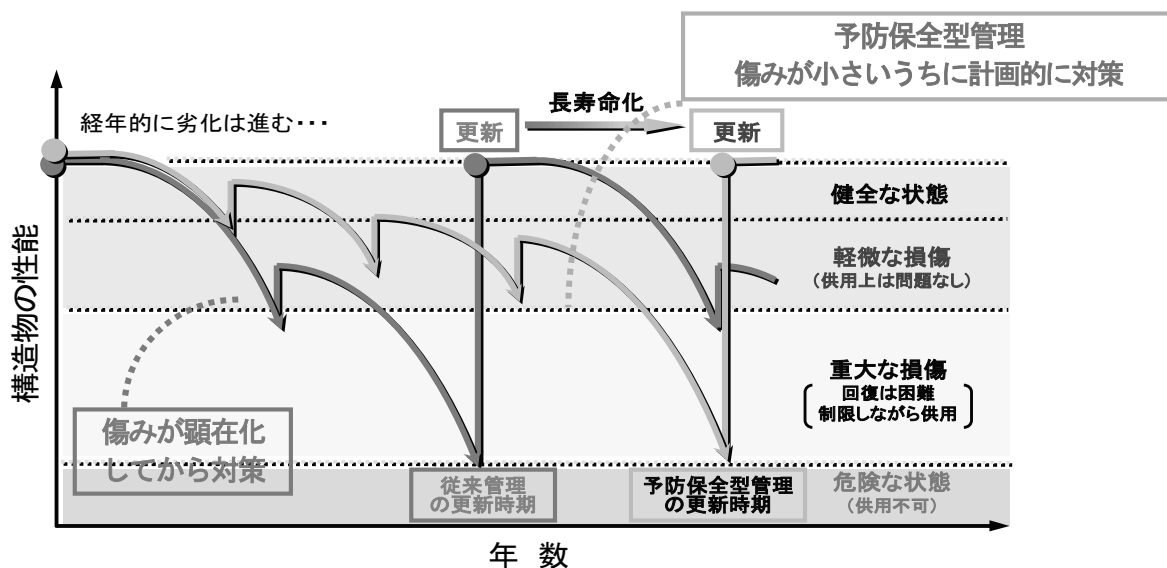 予防保全型管理
傷みが小さいうちに計画的に対策
長寿命化
経年的に劣化は進む･･･
更新
更新
健全な状態
軽微な損傷
（供用上は問題なし）
構造物の性能
重大な損傷
回復は困難
制限しながら供用
傷みが顕在化
してから対策
従来管理
の更新時期
予防保全型管理
の更新時期
危険な状態
（供用不可）
年 数